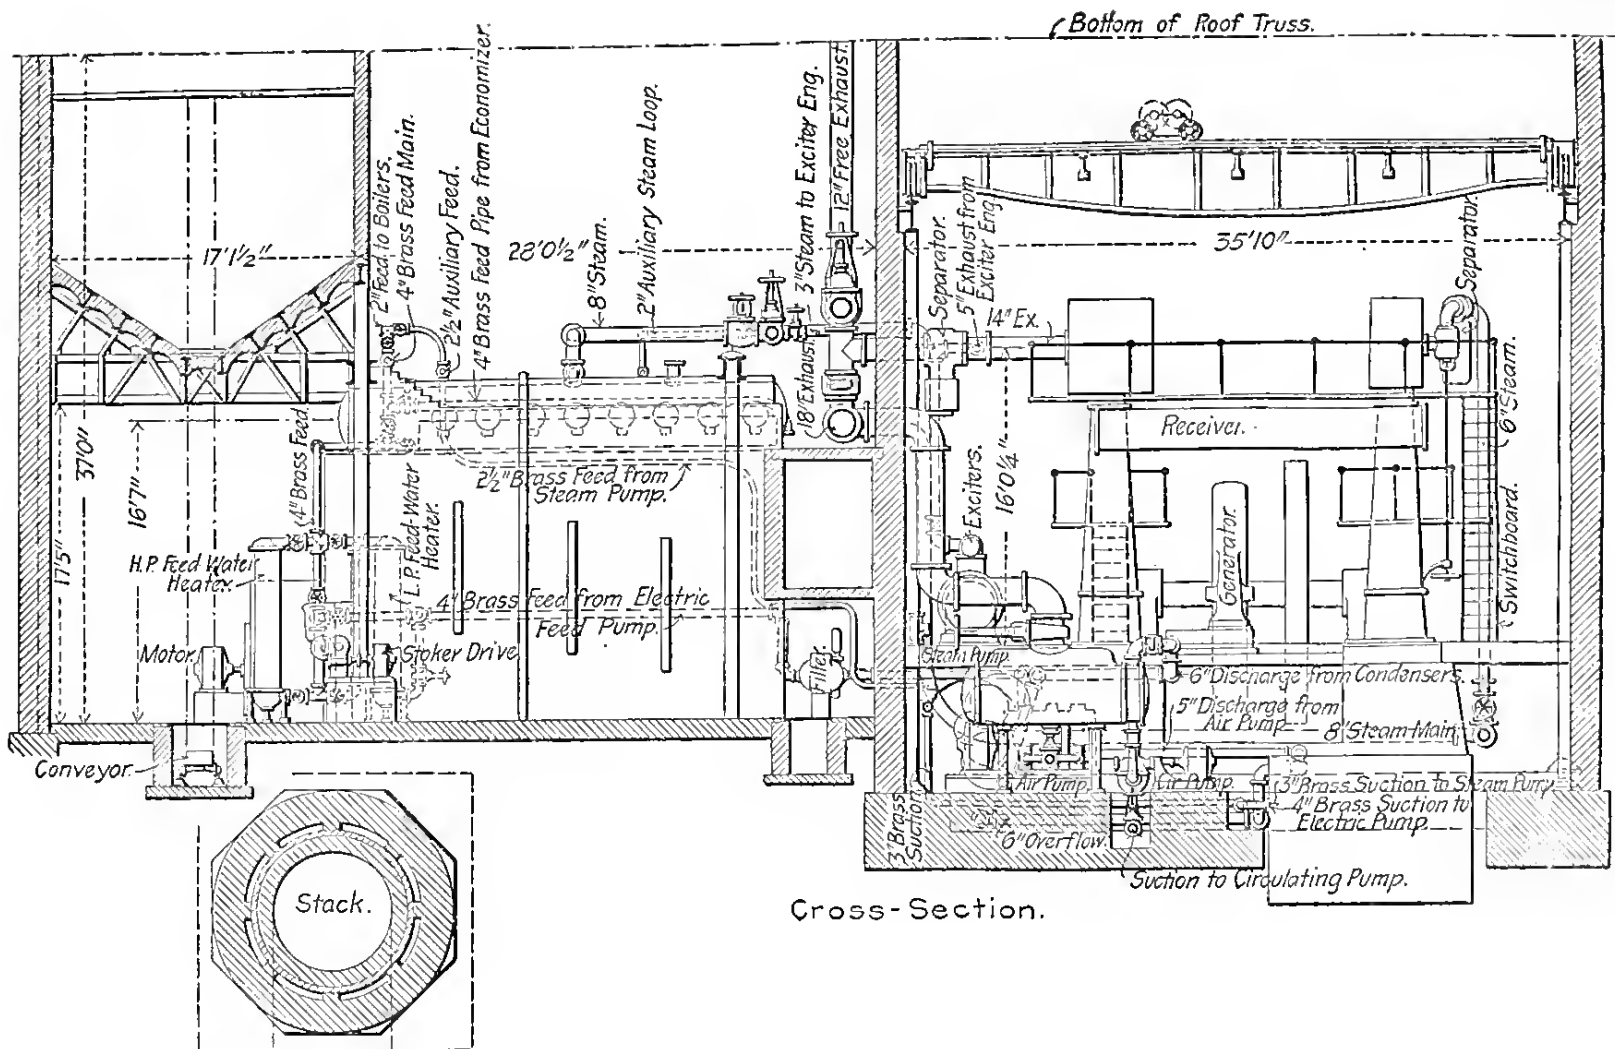 Bottom of Roof Truss.
2" Feed to Boilers.
4" Brass Feed Main.
2½" Auxiliary Feed.
4" Brass Feed Pipe from Economizer.
8" Steam.
2" Auxiliary Steam Loop.
3" Steam to Exciter Eng.
12" Free Exhaust.
17' 1½"
28' 0½"
35' 10"
Separator.
5" Exhaust from
Exciter Eng.
14" Ex.
Separator.
18" Exhaust.
6" Steam.
Receiver.
37' 0"
16' 7"
17' 5"
4" Brass Feed
2½" Brass Feed from
Steam Pump.
Exciters.
16' 0¼"
Generator.
Switchboard.
H.P. Feed Water
Heater.
L.P. Feed-Water
Heater.
4" Brass Feed from Electric
Feed Pump.
Motor.
Stoker Drive
Filter.
Steam Pump.
6" Discharge from Condensers.
5" Discharge from
Air Pump.
8" Steam Main
Conveyor.
Air Pump.
Air Pump.
3" Brass Suction to Steam Pump
4" Brass Suction to
Electric Pump.
3" Brass
Suction
6" Overflow.
Suction to Circulating Pump.
Stack.
Cross-Section.